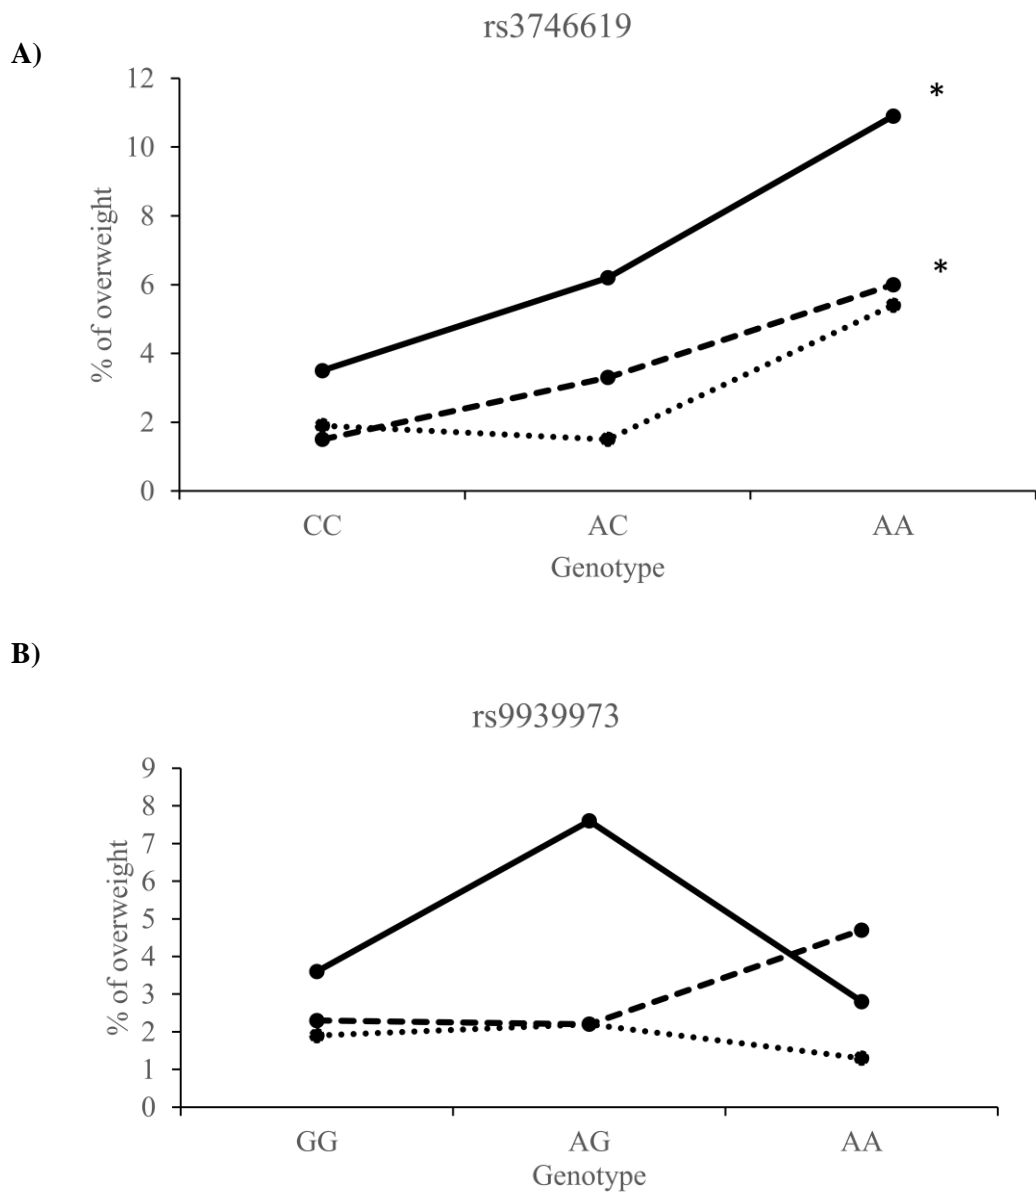 A)
rs3746619
12
10
8
6
4
2
0
% of overweight
*
*
CC AC AA
Genotype
B)
rs9939973
9
8
7
6
5
4
3
2
1
0
% of overweight
GG AG AA
Genotype